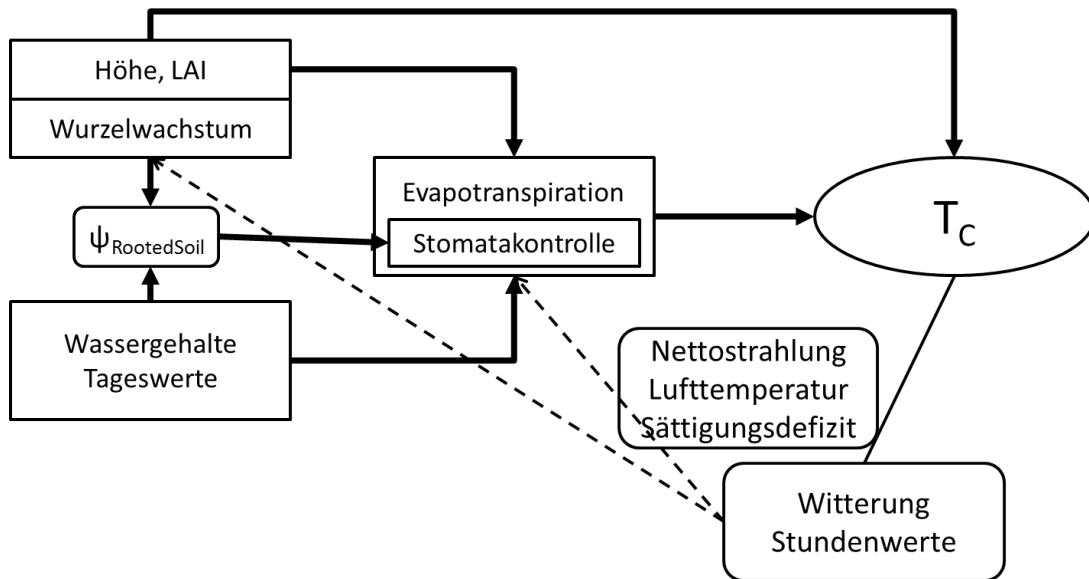 Höhe, LAI
Wurzelwachstum
ψRootedSoil
Wassergehalte
Tageswerte
Evapotranspiration
Stomatakontrolle
TC
Nettostrahlung
Lufttemperatur
Sättigungsdefizit
Witterung
Stundenwerte